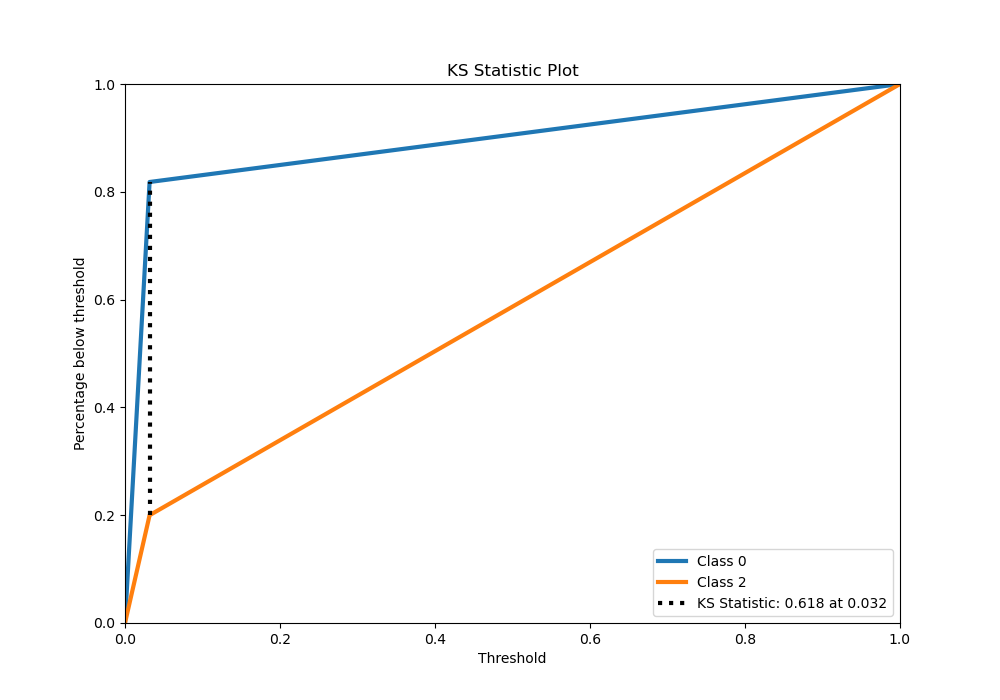 KS Statistic Plot
1.0
0.8
0.6
0.4
0.2
0.0
Percentage below threshold
0.0 0.2 0.4 0.6 0.8 1.0
Threshold
Class 0
Class 2
KS Statistic: 0.618 at 0.032